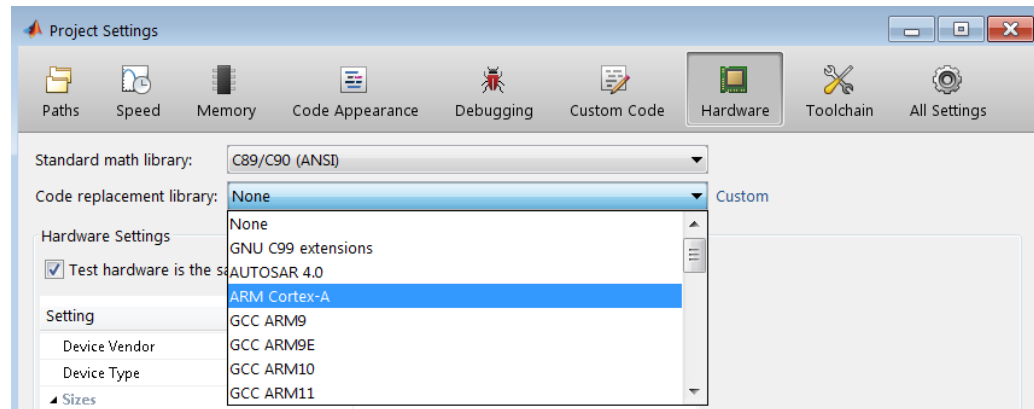 Project Settings
Paths Speed Memory Code Appearance Debugging Custom Code Hardware Toolchain All Settings
Standard math library: C89/C90 (ANSI)
Code replacement library: None Custom
None
Hardware Settings
GNU C99 extensions
Test hardware is the sa
AUTOSAR 4.0
ARM Cortex-A
Setting
GCC ARM9
Device Vendor
GCC ARM9E
Device Type
GCC ARM10
Sizes
GCC ARM11